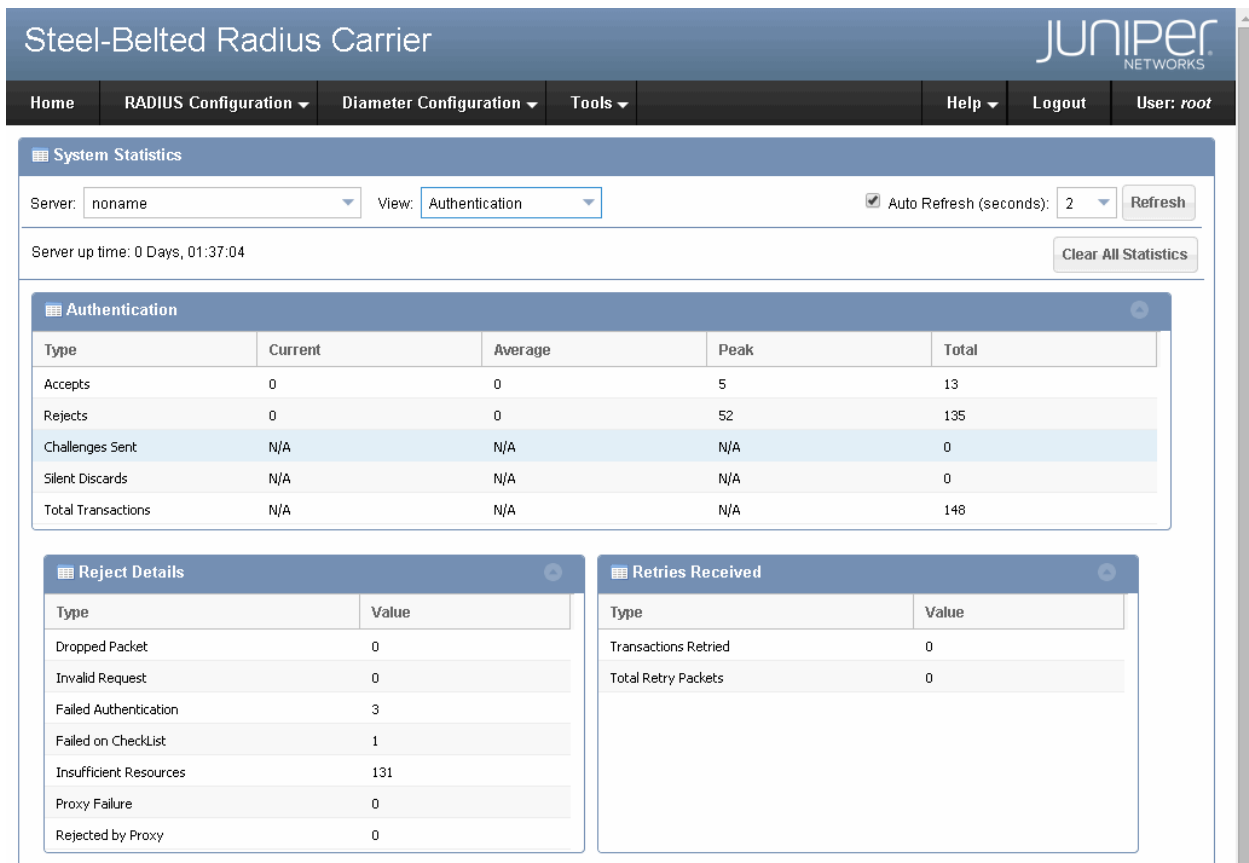 Steel-Belted Radius Carrier
JUNIPER
NETWORKS
Home RADIUS Configuration Diameter Configuration Tools Help Logout User: root
System Statistics
Server: noname View: Authentication Auto Refresh (seconds): 2 Refresh
Server up time: 0 Days, 01:37:04 Clear All Statistics
Authentication
Type Current Average Peak Total
Accepts 0 0 5 13
Rejects 0 0 52 135
Challenges Sent N/A N/A N/A 0
Silent Discards N/A N/A N/A 0
Total Transactions N/A N/A N/A 148
Reject Details
Type Value
Dropped Packet 0
Invalid Request 0
Failed Authentication 3
Failed on CheckList 1
Insufficient Resources 131
Proxy Failure 0
Rejected by Proxy 0
Retries Received
Type Value
Transactions Retried 0
Total Retry Packets 0